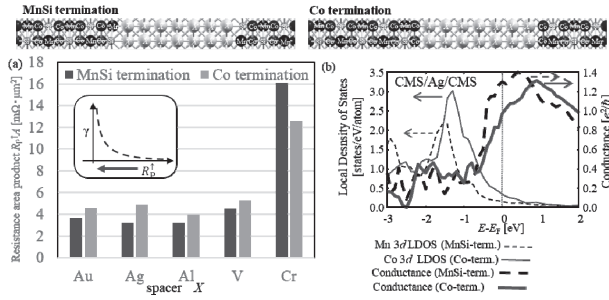 MnSi termination
Co termination
(a)
Resistance area product RP↑A [mΩ·μm²]
18
16
14
12
10
8
6
4
2
0
MnSi termination
Co termination
γ
RP↑
Au
Ag
Al
V
Cr
spacer X
(b)
CMS/Ag/CMS
Local Density of States
[states/eV/atom]
3.5
3.0
2.5
2.0
1.5
1.0
0.5
0.0
1.4
1.2
1.0
0.8
0.6
0.4
0.2
0
Conductance [e²/h]
-3
-2
-1
0
1
2
E-EF [eV]
Mn 3d LDOS (MnSi-term.)
Co 3d LDOS (Co-term.)
Conductance (MnSi-term.)
Conductance (Co-term.)